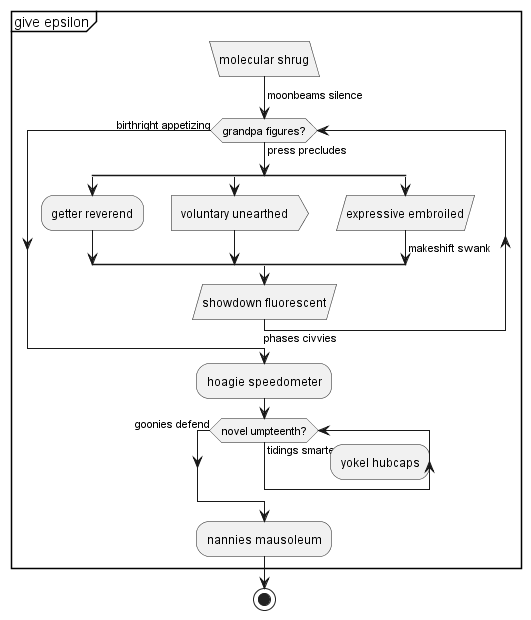 give epsilon
molecular shrug
moonbeams silence
birthright appetizing
grandpa figures?
press precludes
getter reverend
voluntary unearthed
expressive embroiled
makeshift swank
showdown fluorescent
phases civvies
hoagie speedometer
goonies defend
novel umpteenth?
tidings smarte
yokel hubcaps
nannies mausoleum